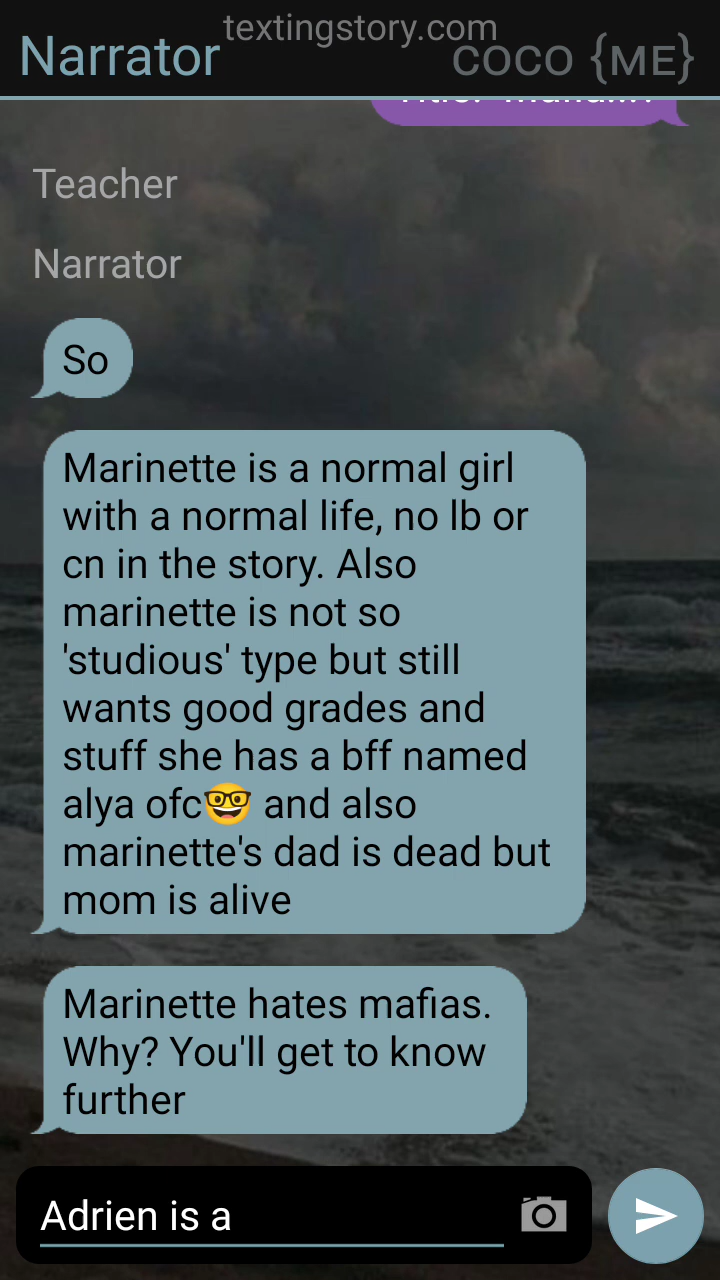 textingstory.com
Narrator
COCO {ME}
Teacher
Narrator
So
Marinette is a normal girl
with a normal life, no lb or
cn in the story. Also
marinette is not so
'studious' type but still
wants good grades and
stuff she has a bff named
alya ofc🤓 and also
marinette's dad is dead but
mom is alive
Marinette hates mafias.
Why? You'll get to know
further
Adrien is a